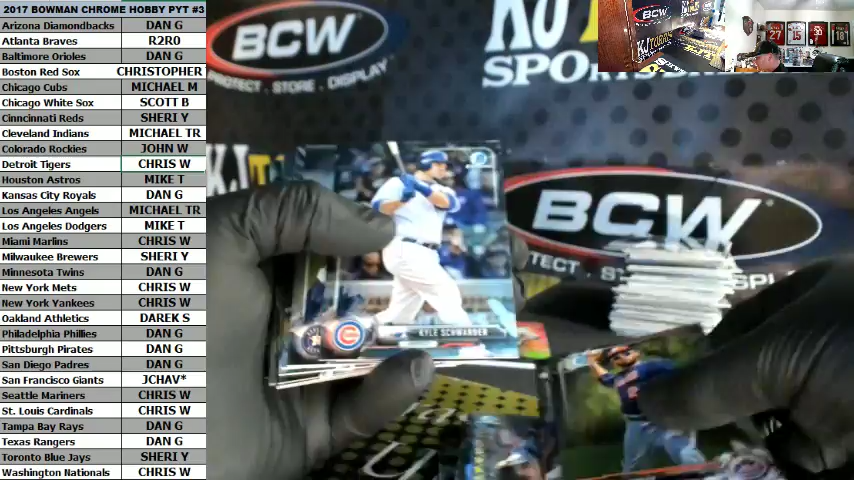 2017 BOWMAN CHROME HOBBY PYT #3
Arizona Diamondbacks DAN G
Atlanta Braves R2R0
Baltimore Orioles DAN G
Boston Red Sox CHRISTOPHER
Chicago Cubs MICHAEL M
Chicago White Sox SCOTT B
Cinncinati Reds SHERI Y
Cleveland Indians MICHAEL TR
Colorado Rockies JOHN W
Detroit Tigers CHRIS W
Houston Astros MIKE T
Kansas City Royals DAN G
Los Angeles Angels MICHAEL TR
Los Angeles Dodgers MIKE T
Miami Marlins CHRIS W
Milwaukee Brewers SHERI Y
Minnesota Twins DAN G
New York Mets CHRIS W
New York Yankees CHRIS W
Oakland Athletics DAREK S
Philadelphia Phillies DAN G
Pittsburgh Pirates DAN G
San Diego Padres DAN G
San Francisco Giants JCHAV*
Seattle Mariners CHRIS W
St. Louis Cardinals CHRIS W
Tampa Bay Rays DAN G
Texas Rangers DAN G
Toronto Blue Jays SHERI Y
Washington Nationals CHRIS W
BCW
PROTECT . STORE . DISPLAY
SPO
BCW
KYLE SCHWARBER
BCW
27
15